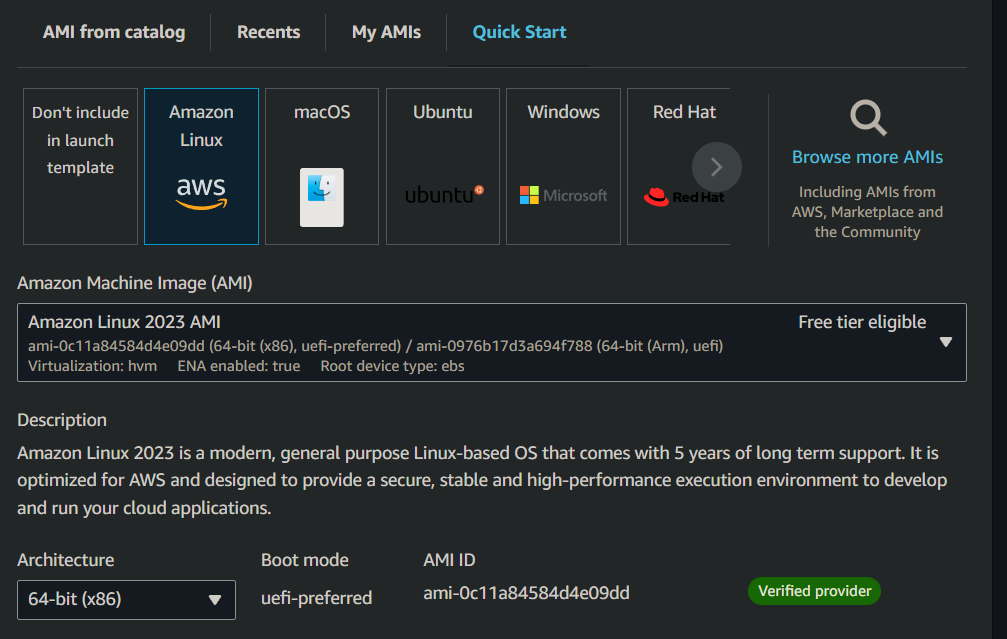 AMI from catalog
Recents
My AMIs
Quick Start
Don't include
in launch
template
Amazon
Linux
aws
macOS
Ubuntu
ubuntu
Windows
Microsoft
Red Hat
Red Hat
Browse more AMIs
Including AMIs from
AWS, Marketplace and
the Community
Amazon Machine Image (AMI)
Amazon Linux 2023 AMI
Free tier eligible
ami-0c11a84584d4e09dd (64-bit (x86), uefi-preferred) / ami-0976b17d3a694f788 (64-bit (Arm), uefi)
Virtualization: hvm ENA enabled: true Root device type: ebs
Description
Amazon Linux 2023 is a modern, general purpose Linux-based OS that comes with 5 years of long term support. It is
optimized for AWS and designed to provide a secure, stable and high-performance execution environment to develop
and run your cloud applications.
Architecture
Boot mode
AMI ID
64-bit (x86)
uefi-preferred
ami-0c11a84584d4e09dd
Verified provider